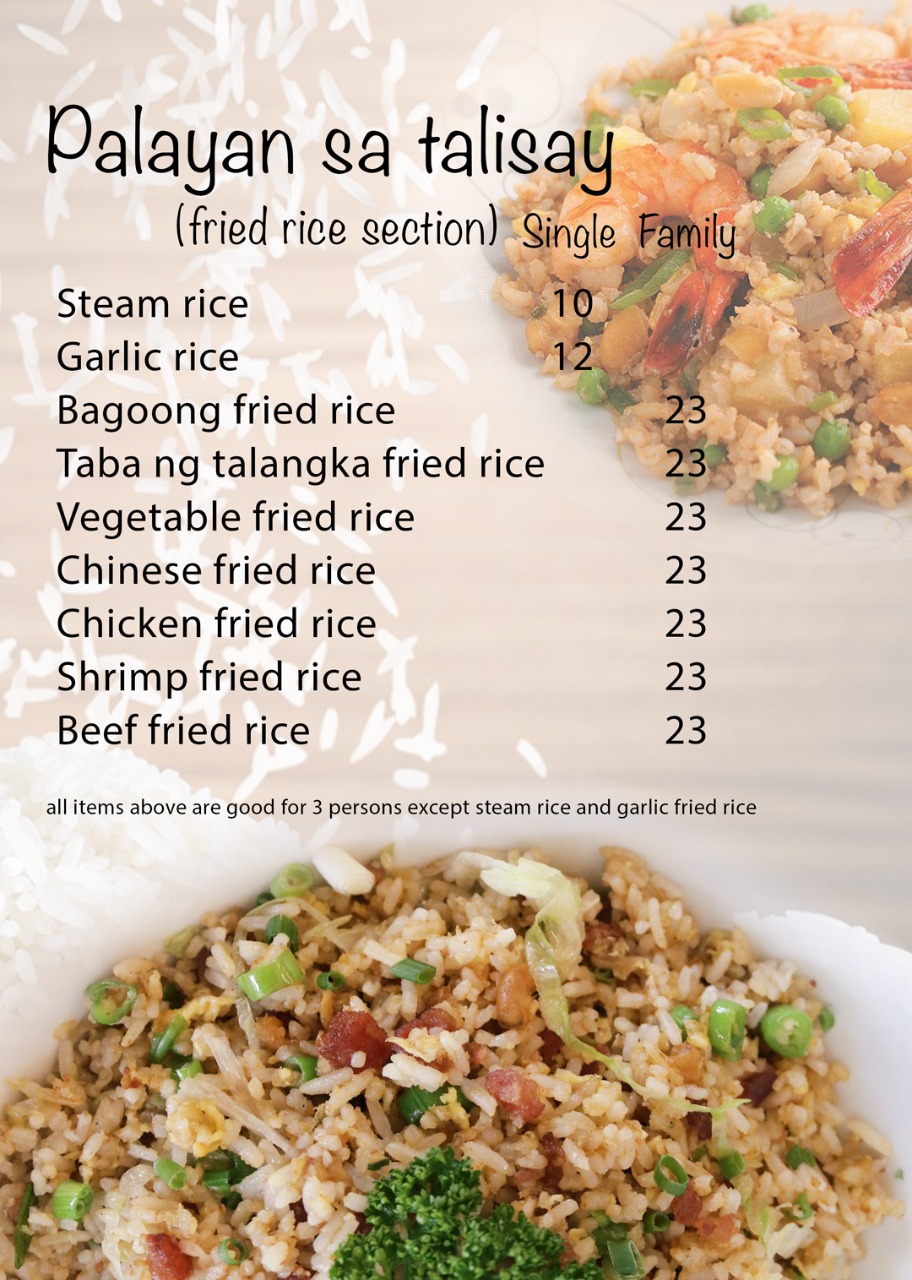 Palayan sa talisay
(fried rice section) Single Family
Steam rice 10
Garlic rice 12
Bagoong fried rice 23
Taba ng talangka fried rice 23
Vegetable fried rice 23
Chinese fried rice 23
Chicken fried rice 23
Shrimp fried rice 23
Beef fried rice 23
all items above are good for 3 persons except steam rice and garlic fried rice